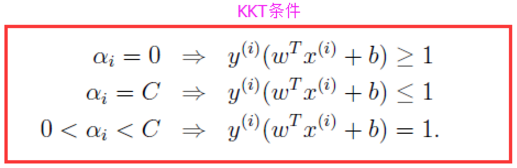 KKT条件
αᵢ = 0 ⇒ y⁽ⁱ⁾(wᵀx⁽ⁱ⁾ + b) ≥ 1
αᵢ = C ⇒ y⁽ⁱ⁾(wᵀx⁽ⁱ⁾ + b) ≤ 1
0 < αᵢ < C ⇒ y⁽ⁱ⁾(wᵀx⁽ⁱ⁾ + b) = 1.